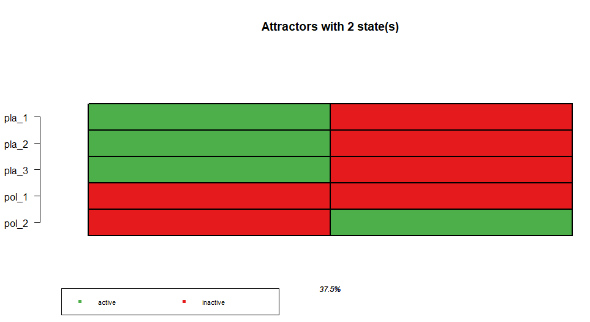 Attractors with 2 state(s)
pla_1
pla_2
pla_3
pol_1
pol_2
37.5%
active inactive